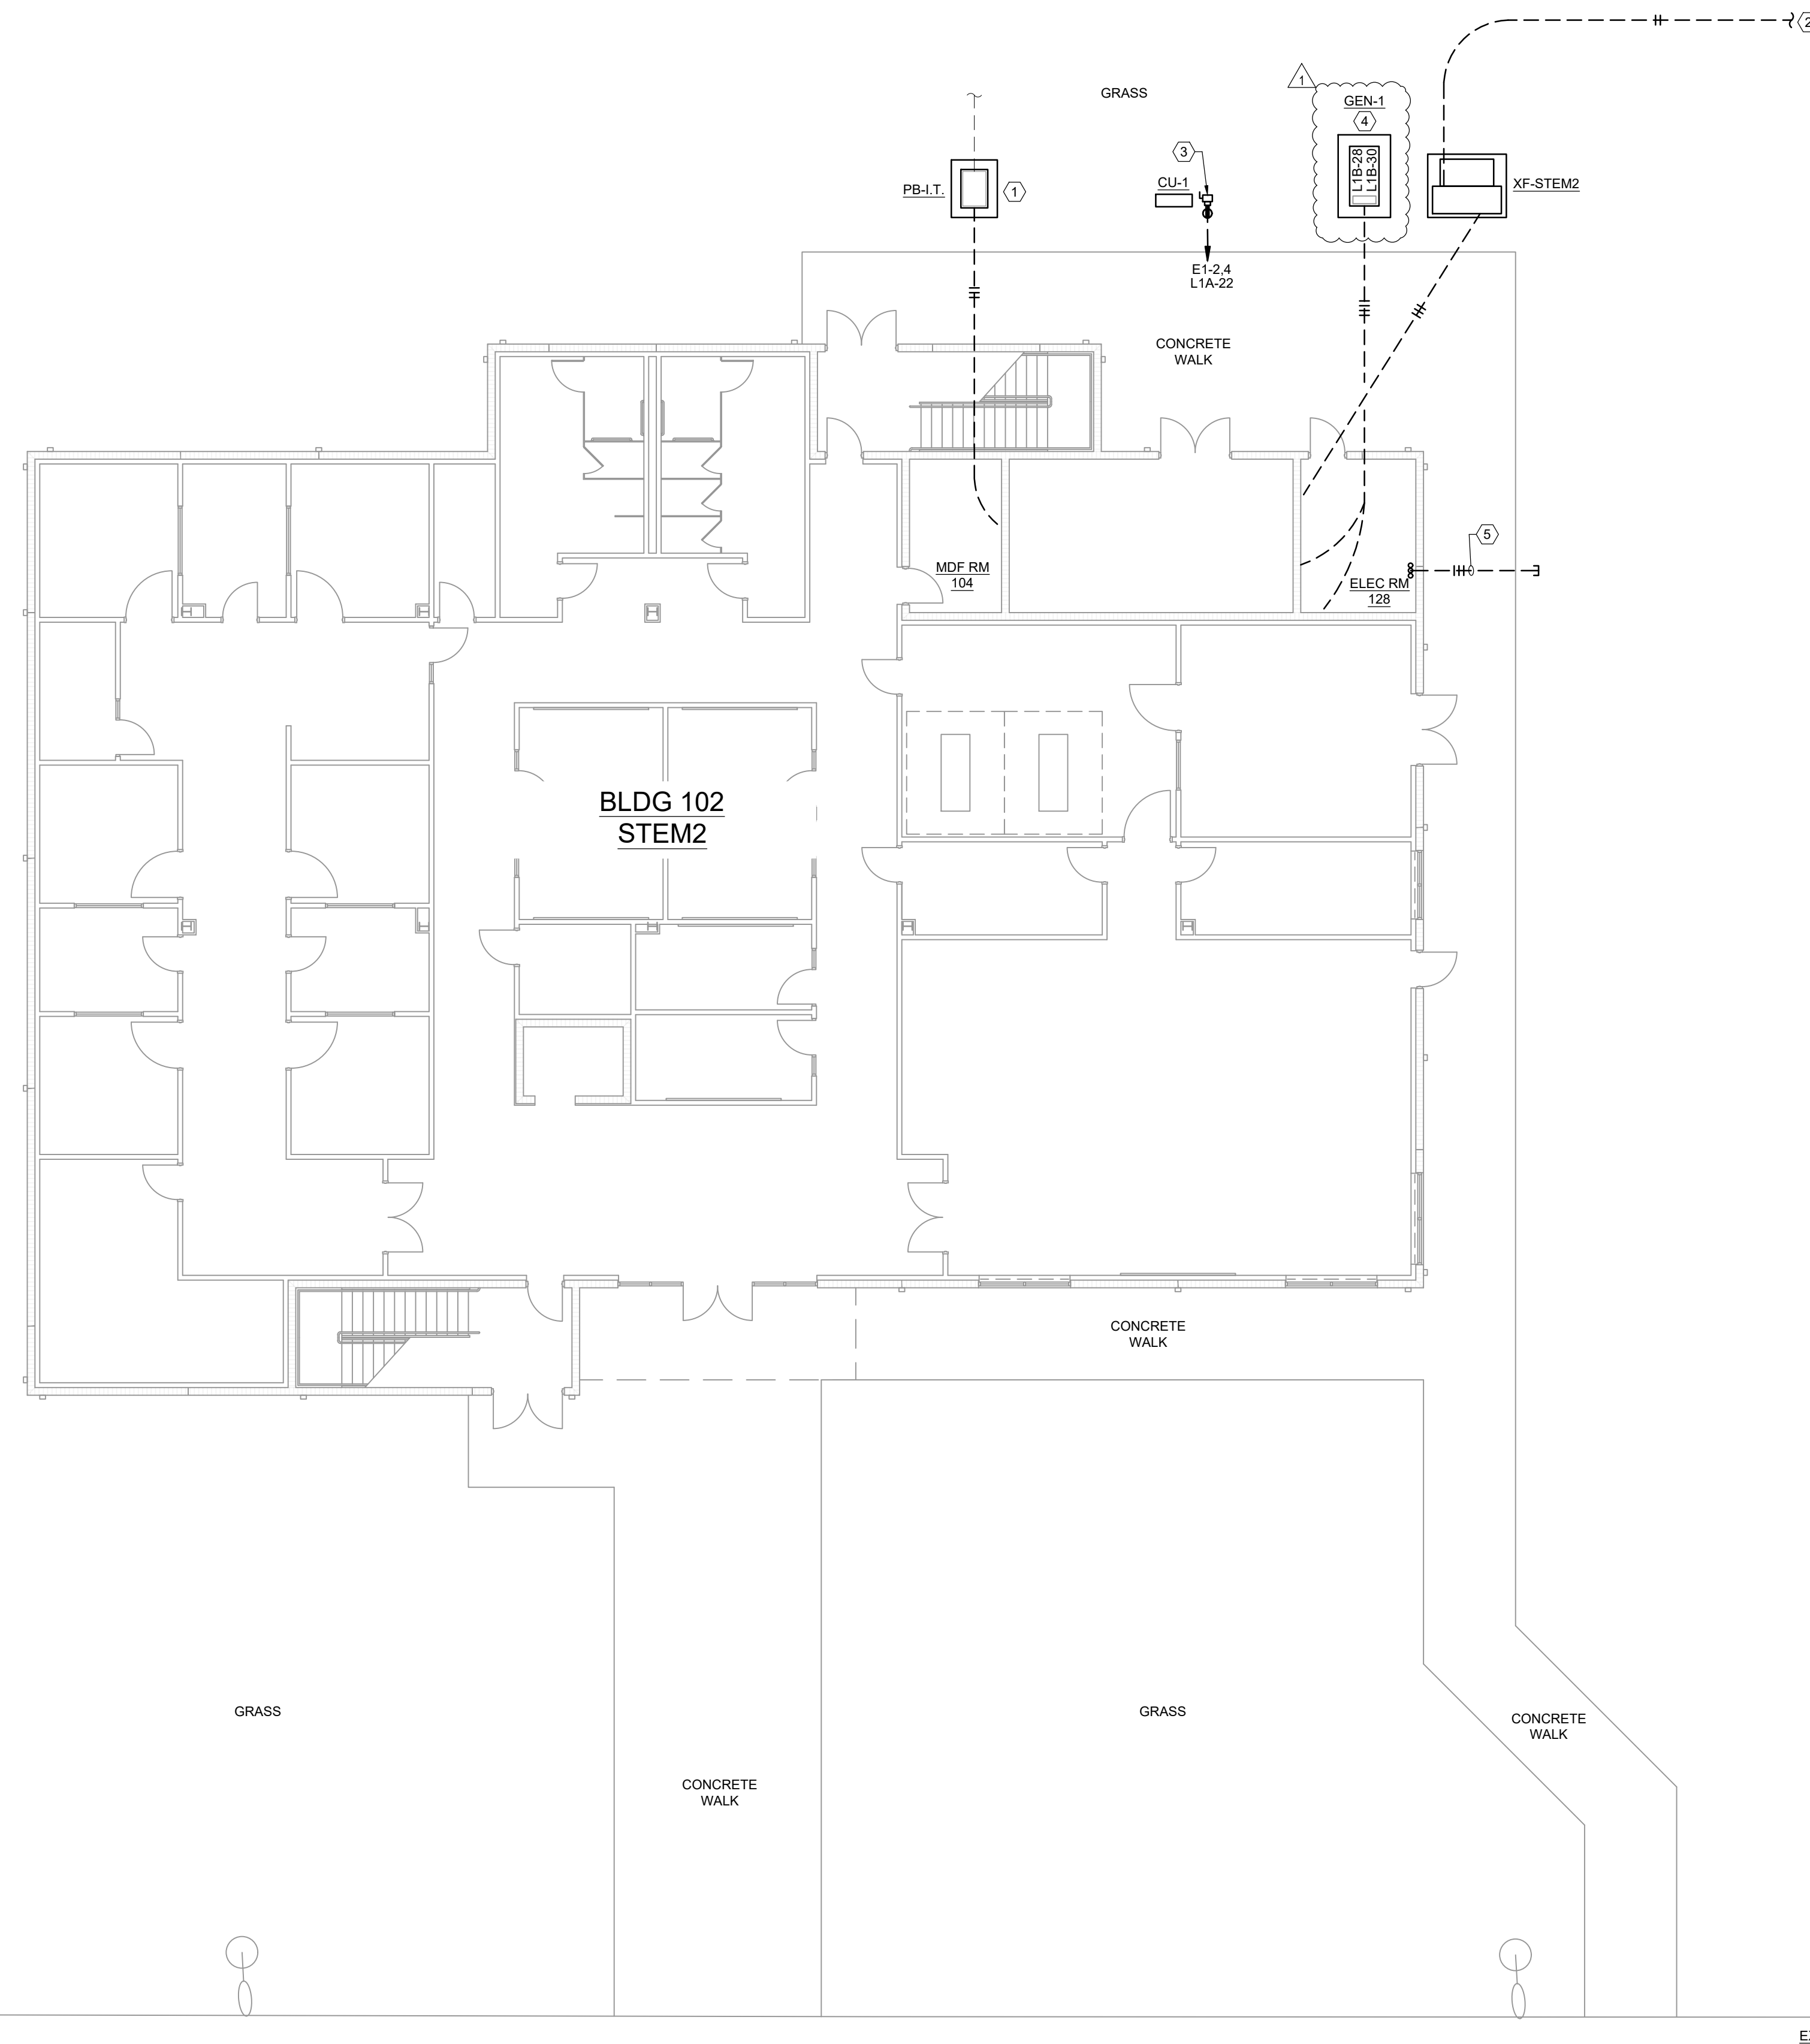 2
GRASS
1
GEN-1
4
L1B-28
L1B-30
3
CU-1
PB-I.T.
1
XF-STEM2
E1-2,4
L1A-22
CONCRETE
WALK
5
MDF RM
104
ELEC RM
128
BLDG 102
STEM2
CONCRETE
WALK
GRASS
GRASS
CONCRETE
WALK
CONCRETE
WALK